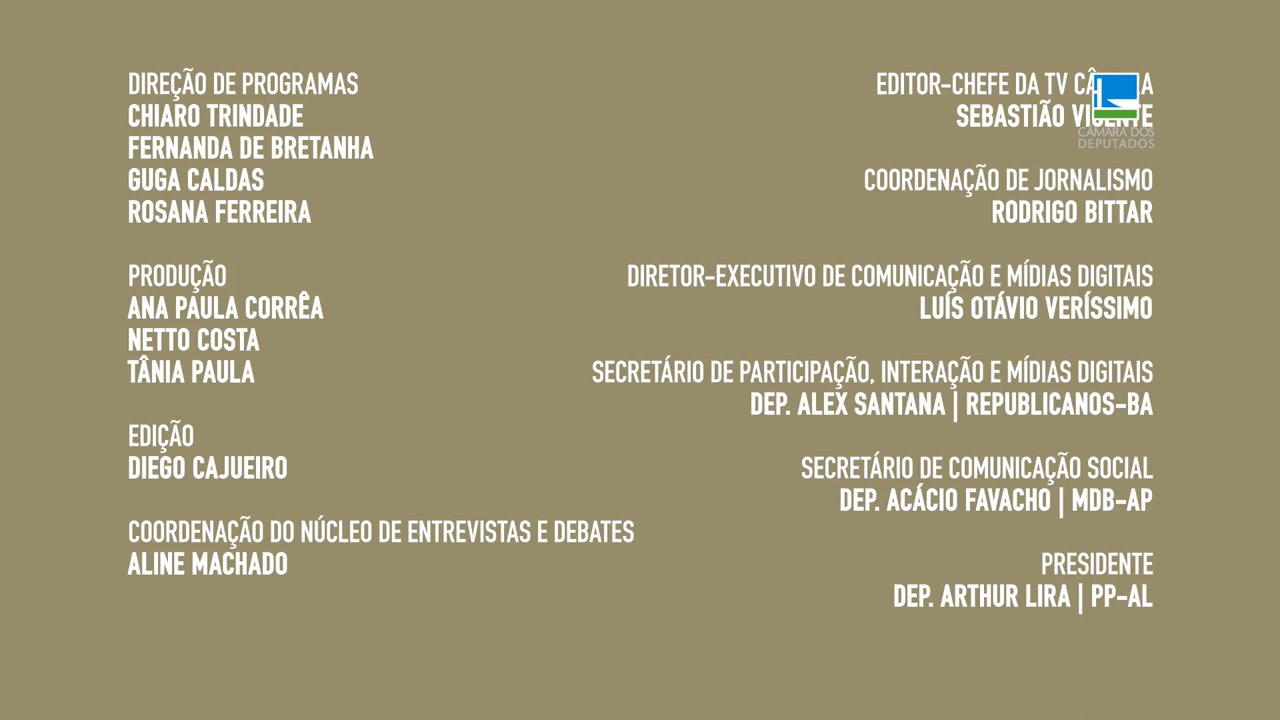 DIREÇÃO DE PROGRAMAS
CHIARO TRINDADE
FERNANDA DE BRETANHA
GUGA CALDAS
ROSANA FERREIRA
PRODUÇÃO
ANA PAULA CORRÊA
NETTO COSTA
TÂNIA PAULA
EDIÇÃO
DIEGO CAJUEIRO
COORDENAÇÃO DO NÚCLEO DE ENTREVISTAS E DEBATES
ALINE MACHADO
EDITOR-CHEFE DA TV
SEBASTIÃO VICENTE
CÂMARA DOS
DEPUTADOS
COORDENAÇÃO DE JORNALISMO
RODRIGO BITTAR
DIRETOR-EXECUTIVO DE COMUNICAÇÃO E MÍDIAS DIGITAIS
LUÍS OTÁVIO VERÍSSIMO
SECRETÁRIO DE PARTICIPAÇÃO, INTERAÇÃO E MÍDIAS DIGITAIS
DEP. ALEX SANTANA | REPUBLICANOS-BA
SECRETÁRIO DE COMUNICAÇÃO SOCIAL
DEP. ACÁCIO FAVACHO | MDB-AP
PRESIDENTE
DEP. ARTHUR LIRA | PP-AL